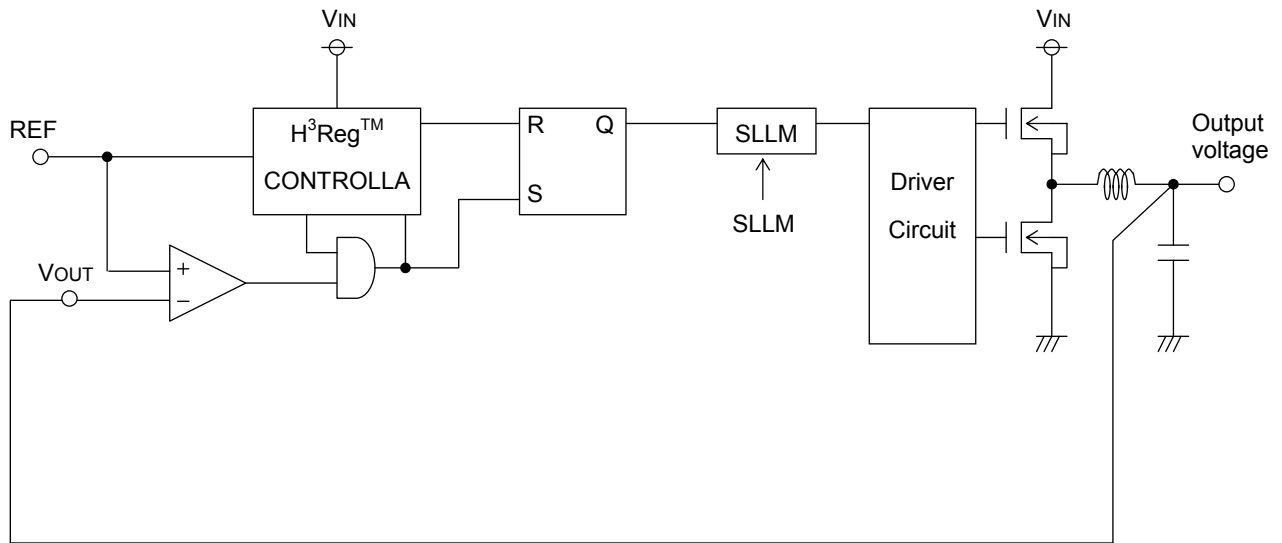 VIN
VIN
REF
H³Reg™
CONTROLLA
R
Q
S
SLLM
SLLM
Driver
Circuit
Output
voltage
VOUT
+
−